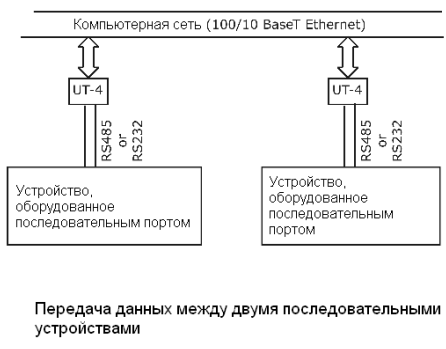 Компьютерная сеть (100/10 BaseT Ethernet)
UT-4
UT-4
RS485
or
RS232
RS485
or
RS232
Устройство,
оборудованное
последовательным портом
Устройство,
оборудованное
последовательным
портом
Передача данных между двумя последовательными
устройствами